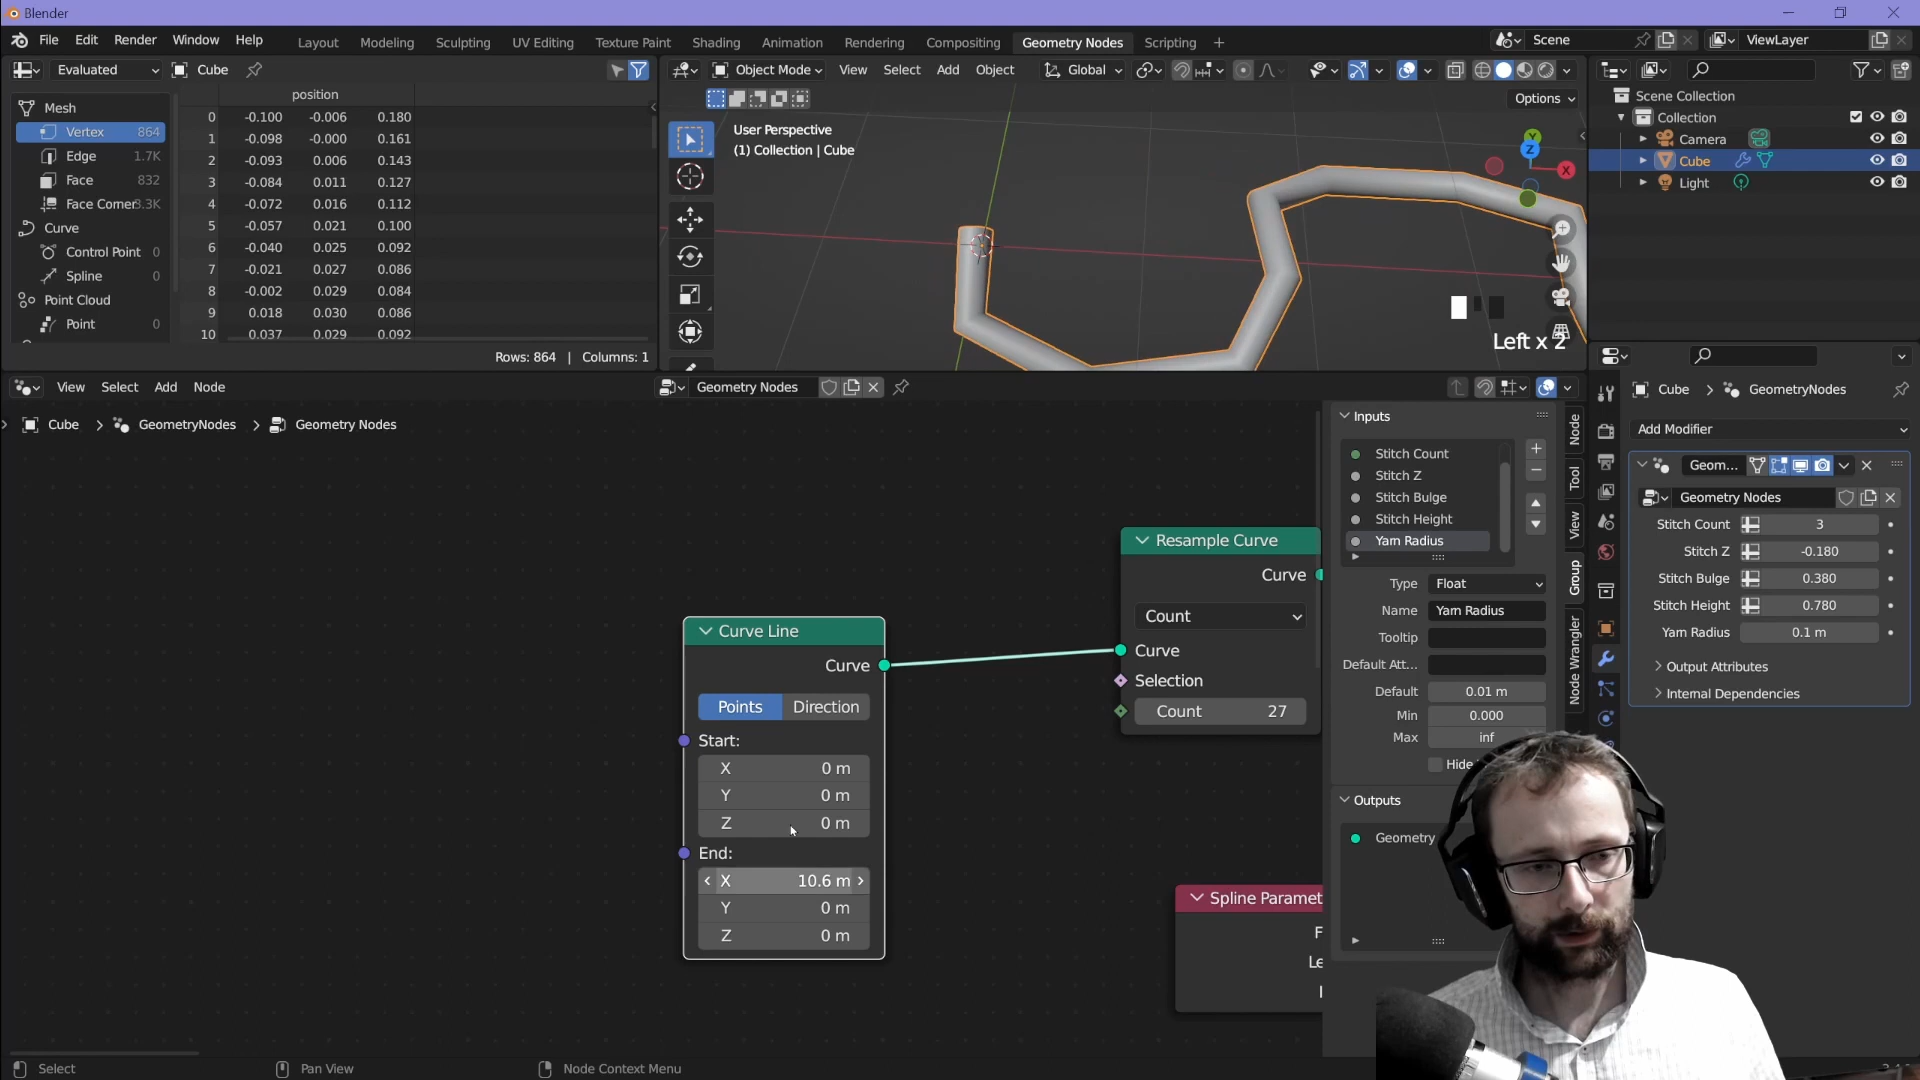 Blender
File Edit Render Window Help
Layout Modeling Sculpting UV Editing Texture Paint Shading Animation Rendering Compositing Geometry Nodes Scripting +
Scene
ViewLayer
Evaluated
Cube
Object Mode
View Select Add Object
Global
Options
Scene Collection
Collection
Camera
Cube
Light
Mesh
Vertex 864
Edge 1.7K
Face 832
Face Corner 3.3K
Curve
Control Point 0
Spline 0
Point Cloud
Point 0
position
0 -0.100 -0.006 0.180
1 -0.098 -0.000 0.161
2 -0.093 0.006 0.143
3 -0.084 0.011 0.127
4 -0.072 0.016 0.112
5 -0.057 0.021 0.100
6 -0.040 0.025 0.092
7 -0.021 0.027 0.086
8 -0.002 0.029 0.084
9 0.018 0.030 0.086
10 0.037 0.029 0.092
Rows: 864 | Columns: 1
User Perspective
(1) Collection | Cube
Y
Z
X
Left x 2
View Select Add Node
Geometry Nodes
Cube > GeometryNodes > Geometry Nodes
Resample Curve
Curve
Count
Curve
Selection
Count 27
Curve Line
Curve
Points Direction
Start:
X 0 m
Y 0 m
Z 0 m
End:
X 10.6 m
Y 0 m
Z 0 m
Spline Paramet
Le
Inputs
Stitch Count
Stitch Z
Stitch Bulge
Stitch Height
Yarn Radius
Type Float
Name Yarn Radius
Tooltip
Default Att...
Default 0.01 m
Min 0.000
Max inf
Hide
Outputs
Geometry
Node
Tool
View
Group
Node Wrangler
Cube > GeometryNodes
Add Modifier
Geom...
Geometry Nodes
Stitch Count 3
Stitch Z -0.180
Stitch Bulge 0.380
Stitch Height 0.780
Yarn Radius 0.1 m
Output Attributes
Internal Dependencies
Select
Pan View
Node Context Menu